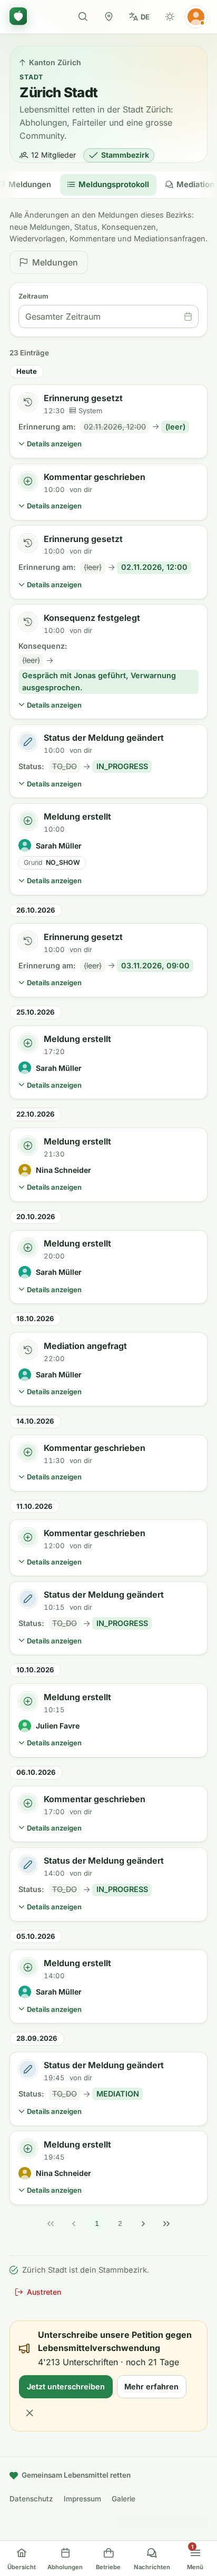 DE
Kanton Zürich
STADT
Zürich Stadt
Lebensmittel retten in der Stadt Zürich:
Abholungen, Fairteiler und eine grosse
Community.
12 Mitglieder
Stammbezirk
Meldungen
Meldungsprotokoll
Mediation
Alle Änderungen an den Meldungen dieses Bezirks:
neue Meldungen, Status, Konsequenzen,
Wiedervorlagen, Kommentare und Mediationsanfragen.
Meldungen
Zeitraum
Gesamter Zeitraum
23 Einträge
Heute
Erinnerung gesetzt
12:30 System
Erinnerung am: 02.11.2026, 12:00 → (leer)
Details anzeigen
Kommentar geschrieben
10:00 von dir
Details anzeigen
Erinnerung gesetzt
10:00 von dir
Erinnerung am: (leer) → 02.11.2026, 12:00
Details anzeigen
Konsequenz festgelegt
10:00 von dir
Konsequenz:
(leer) →
Gespräch mit Jonas geführt, Verwarnung
ausgesprochen.
Details anzeigen
Status der Meldung geändert
10:00 von dir
Status: TO_DO → IN_PROGRESS
Details anzeigen
Meldung erstellt
10:00
Sarah Müller
Grund NO_SHOW
Details anzeigen
26.10.2026
Erinnerung gesetzt
10:00 von dir
Erinnerung am: (leer) → 03.11.2026, 09:00
Details anzeigen
25.10.2026
Meldung erstellt
17:20
Sarah Müller
Details anzeigen
22.10.2026
Meldung erstellt
21:30
Nina Schneider
Details anzeigen
20.10.2026
Meldung erstellt
20:00
Sarah Müller
Details anzeigen
18.10.2026
Mediation angefragt
22:00
Sarah Müller
Details anzeigen
14.10.2026
Kommentar geschrieben
11:30 von dir
Details anzeigen
11.10.2026
Kommentar geschrieben
12:00 von dir
Details anzeigen
Status der Meldung geändert
10:15 von dir
Status: TO_DO → IN_PROGRESS
Details anzeigen
10.10.2026
Meldung erstellt
10:15
Julien Favre
Details anzeigen
06.10.2026
Kommentar geschrieben
17:00 von dir
Details anzeigen
Status der Meldung geändert
14:00 von dir
Status: TO_DO → IN_PROGRESS
Details anzeigen
05.10.2026
Meldung erstellt
14:00
Sarah Müller
Details anzeigen
28.09.2026
Status der Meldung geändert
19:45 von dir
Status: TO_DO → MEDIATION
Details anzeigen
Meldung erstellt
19:45
Nina Schneider
Details anzeigen
1 2
Zürich Stadt ist dein Stammbezirk.
Austreten
Unterschreibe unsere Petition gegen
Lebensmittelverschwendung
4'213 Unterschriften · noch 21 Tage
Jetzt unterschreiben
Mehr erfahren
Gemeinsam Lebensmittel retten
Datenschutz Impressum Galerie
1
Übersicht Abholungen Betriebe Nachrichten Menü